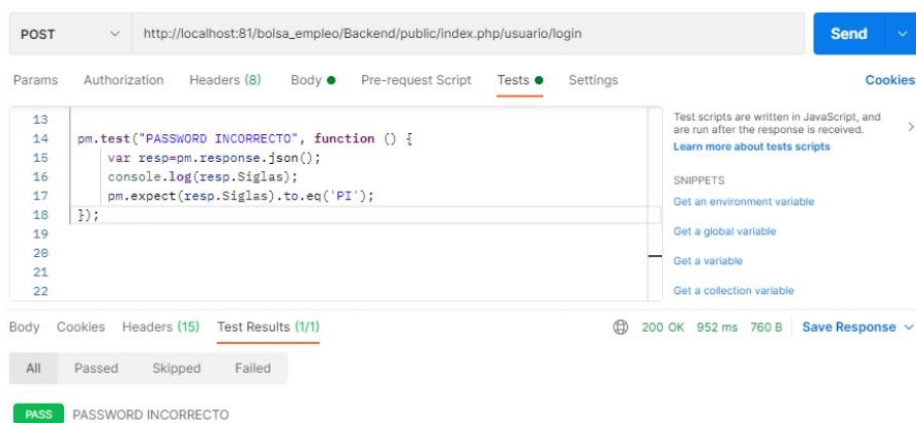 POST http://localhost:81/bolsa_empleo/Backend/public/index.php/usuario/login Send
Params Authorization Headers (8) Body Pre-request Script Tests Settings Cookies
13
14 pm.test("PASSWORD INCORRECTO", function () {
15 var resp=pm.response.json();
16 console.log(resp.Siglas);
17 pm.expect(resp.Siglas).to.eq('PI');
18 });
19
20
21
22
Test scripts are written in JavaScript, and
are run after the response is received.
Learn more about tests scripts
SNIPPETS
Get an environment variable
Get a global variable
Get a variable
Get a collection variable
Body Cookies Headers (15) Test Results (1/1) 200 OK 952 ms 760 B Save Response
All Passed Skipped Failed
PASS PASSWORD INCORRECTO